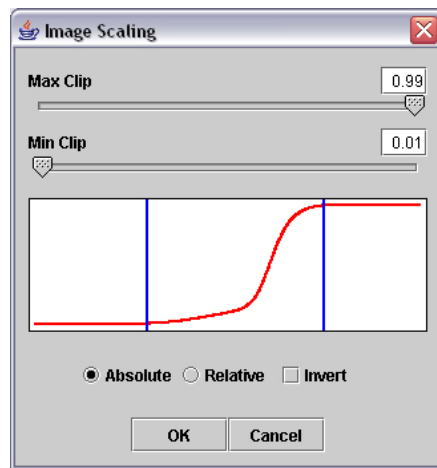 Image Scaling
Max Clip 0.99
Min Clip 0.01
Absolute Relative Invert
OK Cancel